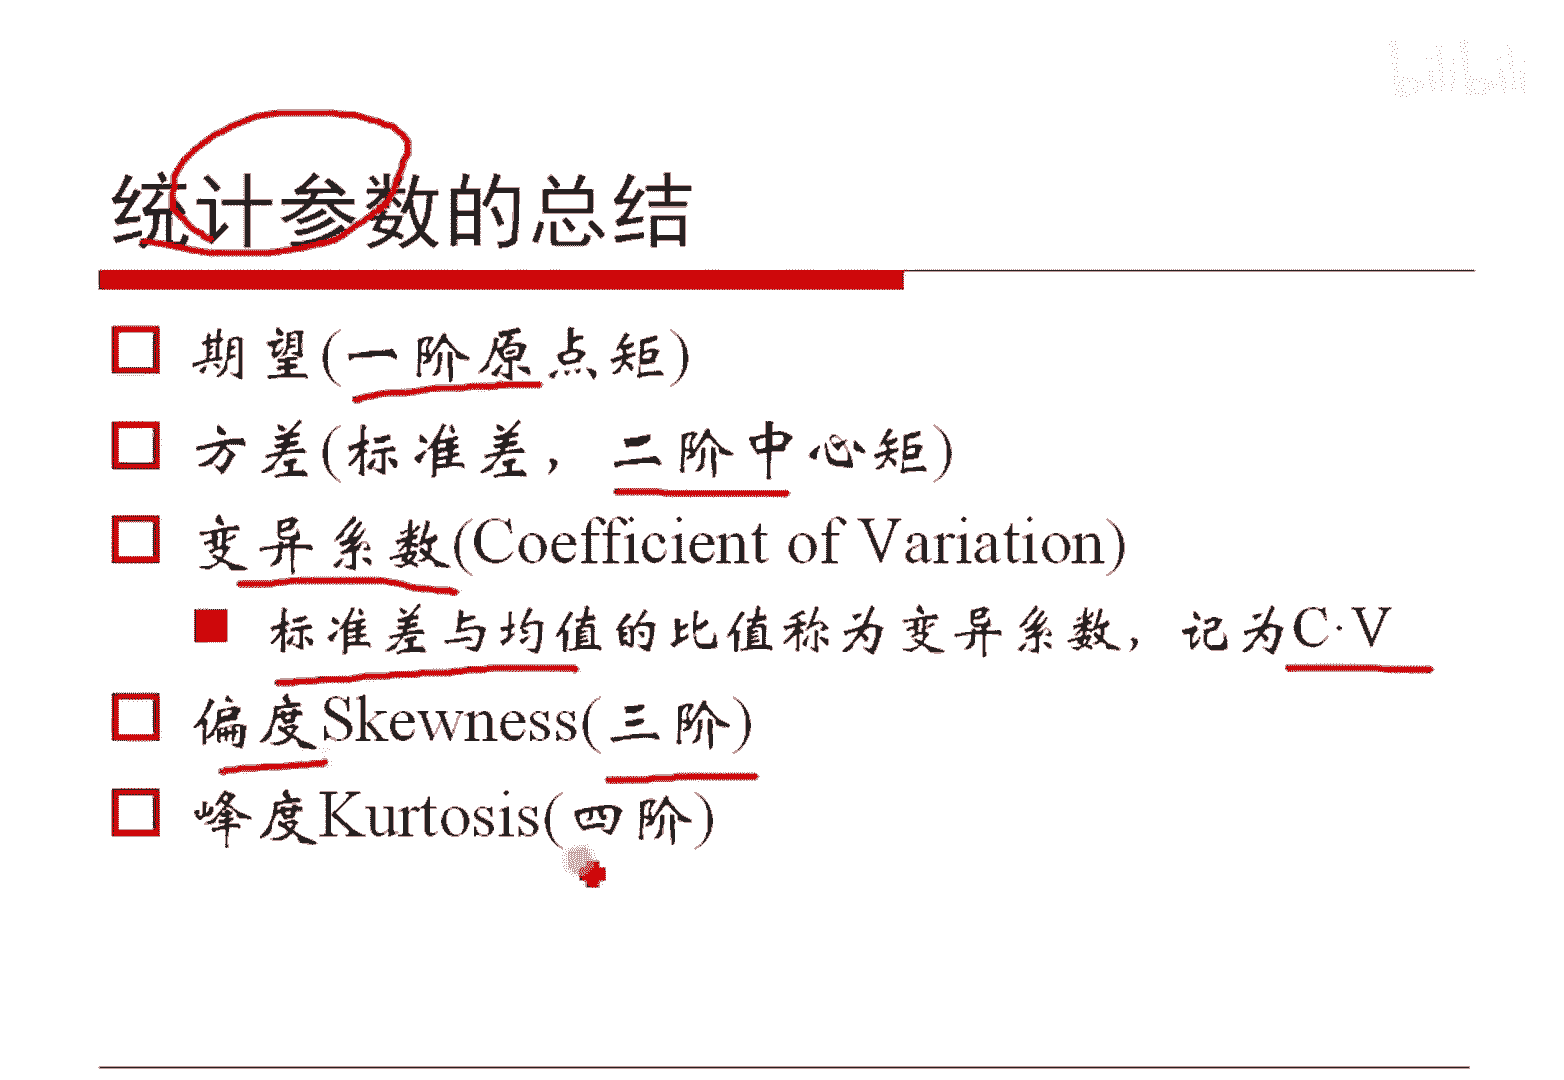 bilibili
统计参数的总结
期望(一阶原点矩)
方差(标准差，二阶中心矩)
变异系数(Coefficient of Variation)
标准差与均值的比值称为变异系数，记为C·V
偏度Skewness(三阶)
峰度Kurtosis(四阶)